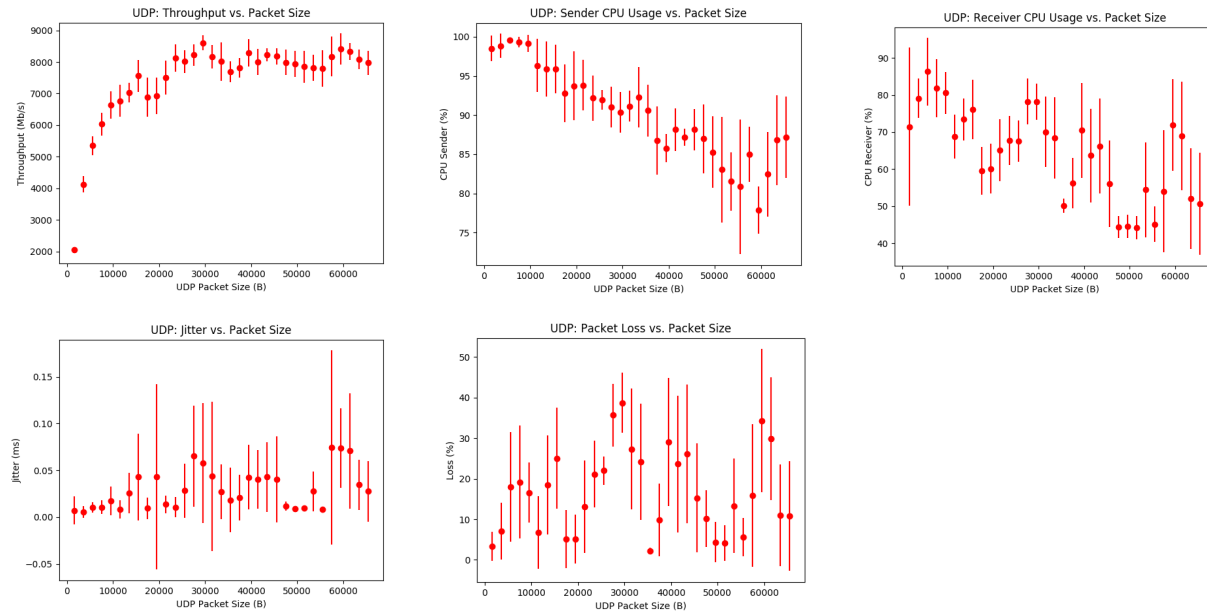 UDP: Throughput vs. Packet Size
9000
8000
7000
6000
5000
4000
3000
2000
Throughput (Mb/s)
0 10000 20000 30000 40000 50000 60000
UDP Packet Size (B)
UDP: Sender CPU Usage vs. Packet Size
100
95
90
85
80
75
CPU Sender (%)
0 10000 20000 30000 40000 50000 60000
UDP Packet Size (B)
UDP: Receiver CPU Usage vs. Packet Size
90
80
70
60
50
40
CPU Receiver (%)
0 10000 20000 30000 40000 50000 60000
UDP Packet Size (B)
UDP: Jitter vs. Packet Size
0.15
0.10
0.05
0.00
−0.05
Jitter (ms)
0 10000 20000 30000 40000 50000 60000
UDP Packet Size (B)
UDP: Packet Loss vs. Packet Size
50
40
30
20
10
0
Loss (%)
0 10000 20000 30000 40000 50000 60000
UDP Packet Size (B)